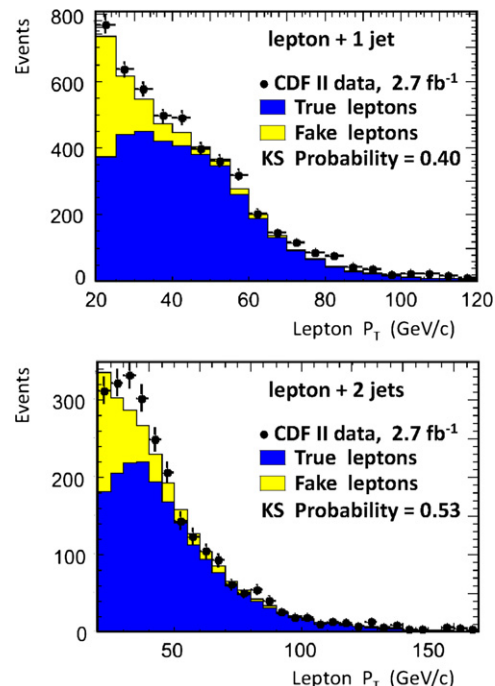 Events
800
600
400
200
0
lepton + 1 jet
CDF II data, 2.7 fb-1
True leptons
Fake leptons
KS Probability = 0.40
20 40 60 80 100 120
Lepton PT (GeV/c)
Events
300
200
100
0
lepton + 2 jets
CDF II data, 2.7 fb-1
True leptons
Fake leptons
KS Probability = 0.53
50 100 150
Lepton PT (GeV/c)